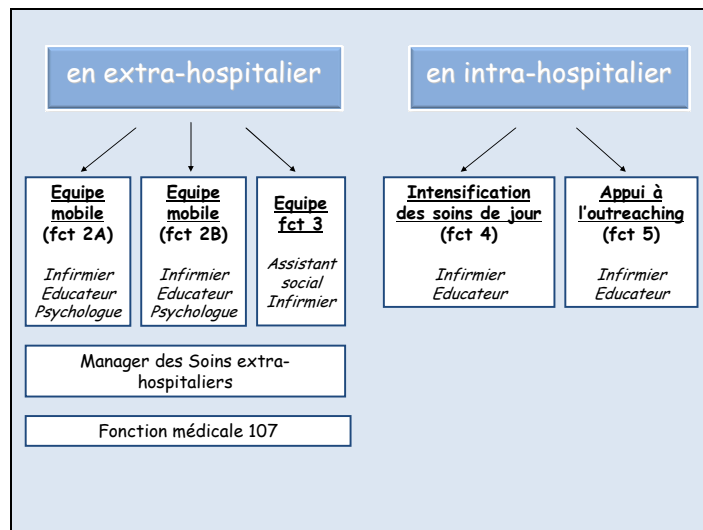 en extra-hospitalier
en intra-hospitalier
Equipe
mobile
(fct 2A)
Infirmier
Educateur
Psychologue
Equipe
mobile
(fct 2B)
Infirmier
Educateur
Psychologue
Equipe
fct 3
Assistant
social
Infirmier
Intensification
des soins de jour
(fct 4)
Infirmier
Educateur
Appui à
l'outreaching
(fct 5)
Infirmier
Educateur
Manager des Soins extra-
hospitaliers
Fonction médicale 107